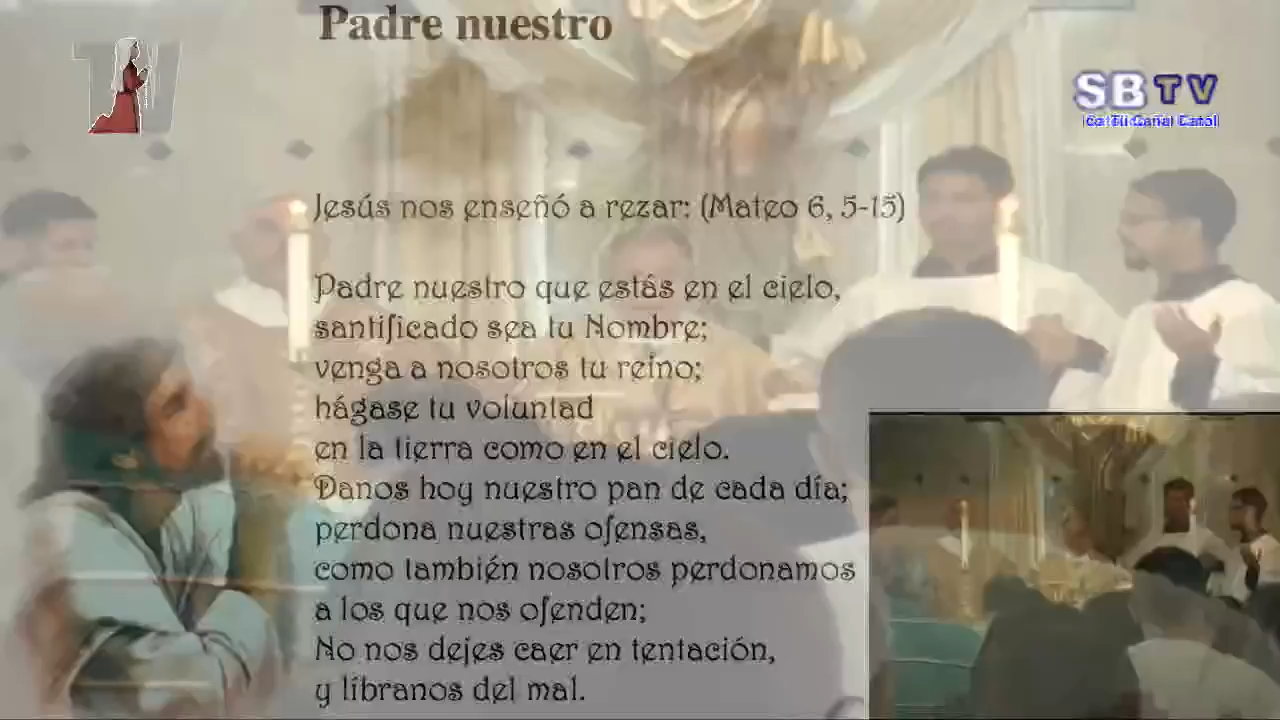 Padre nuestro
SBTV
Jesús nos enseñó a rezar: (Mateo 6, 5-15)
Padre nuestro que estás en el cielo,
santificado sea tu Nombre;
venga a nosotros tu reino;
hágase tu voluntad
en la tierra como en el cielo.
Danos hoy nuestro pan de cada día;
perdona nuestras ofensas,
como también nosotros perdonamos
a los que nos ofenden;
No nos dejes caer en tentación,
y líbranos del mal.